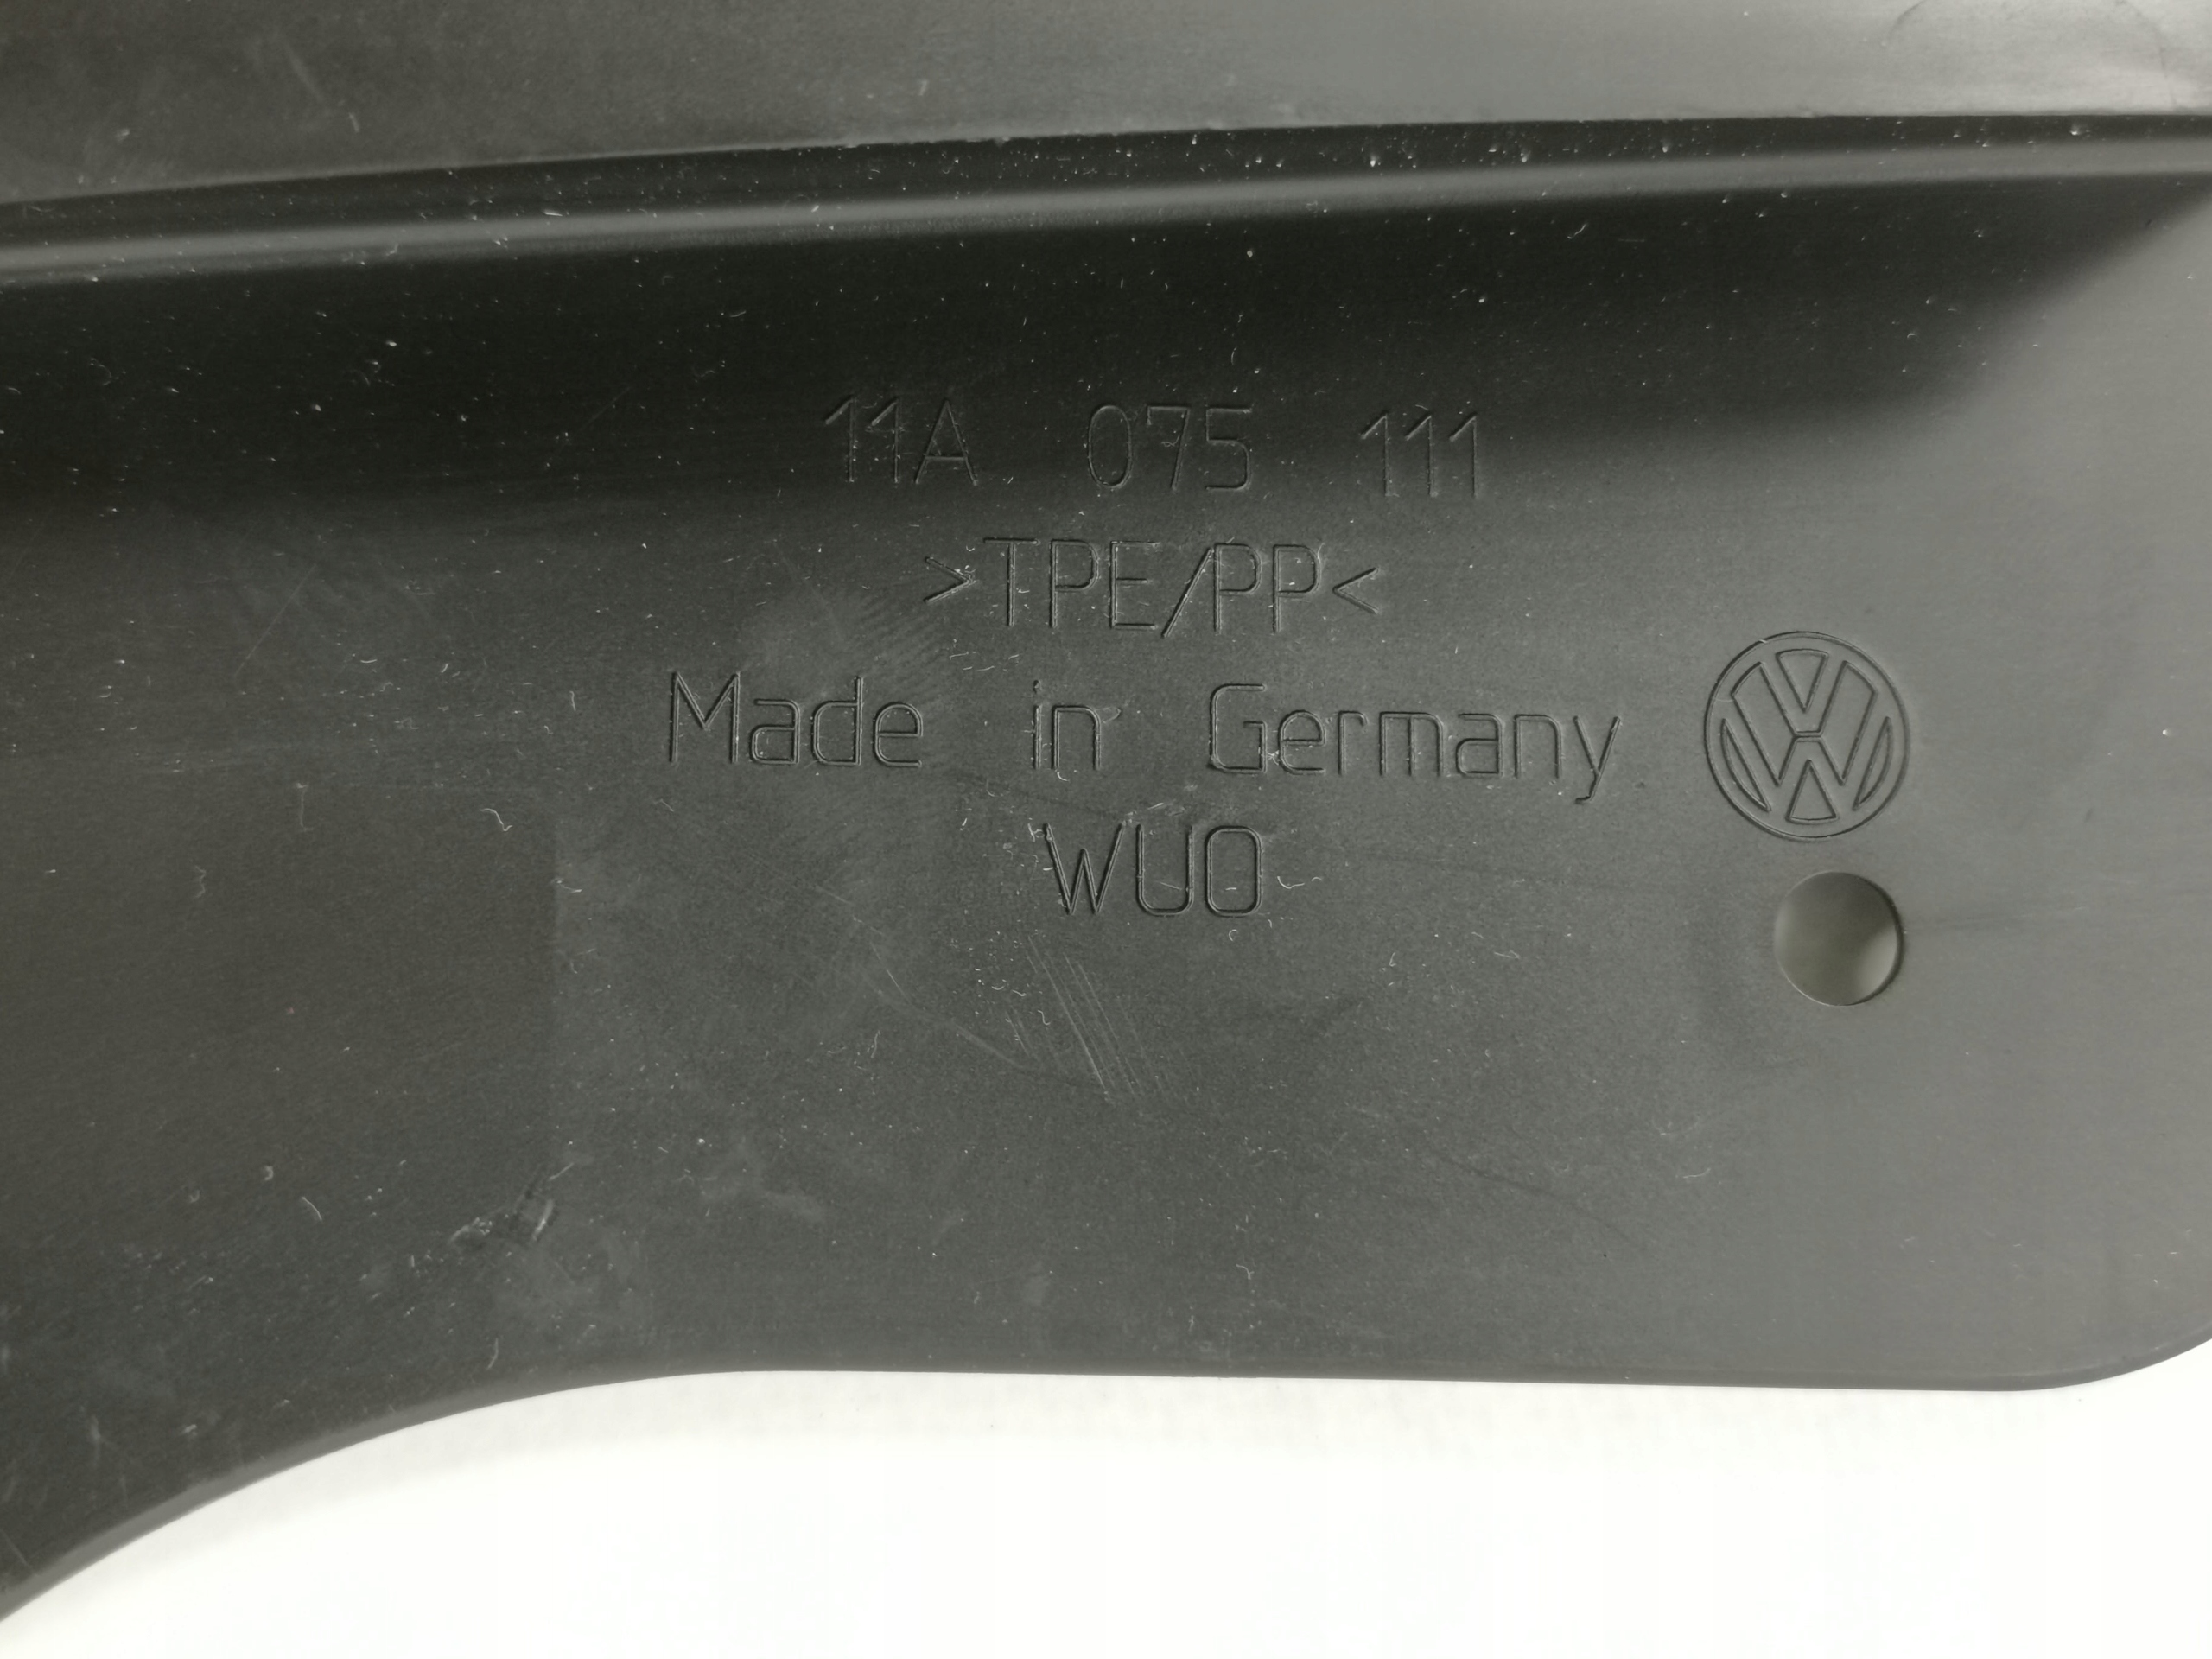 11A 075 111
>TPE/PP<
Made in Germany
WUO